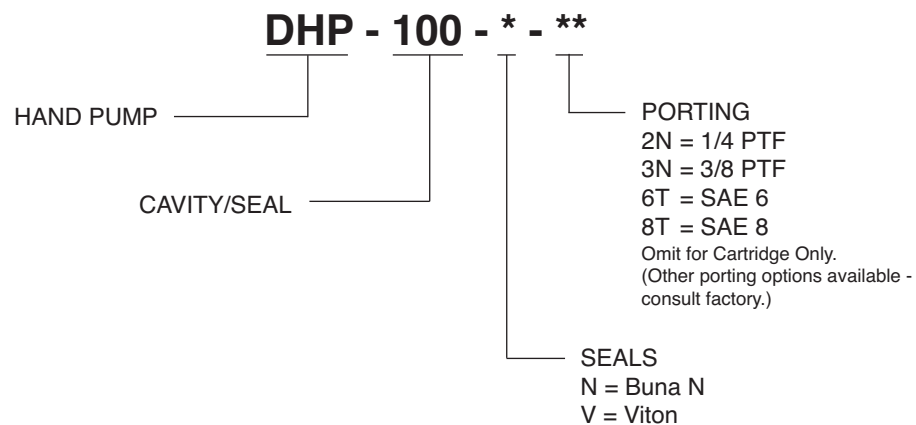 DHP - 100 - * - **
HAND PUMP
CAVITY/SEAL
PORTING
2N = 1/4 PTF
3N = 3/8 PTF
6T = SAE 6
8T = SAE 8
Omit for Cartridge Only.
(Other porting options available -
consult factory.)
SEALS
N = Buna N
V = Viton